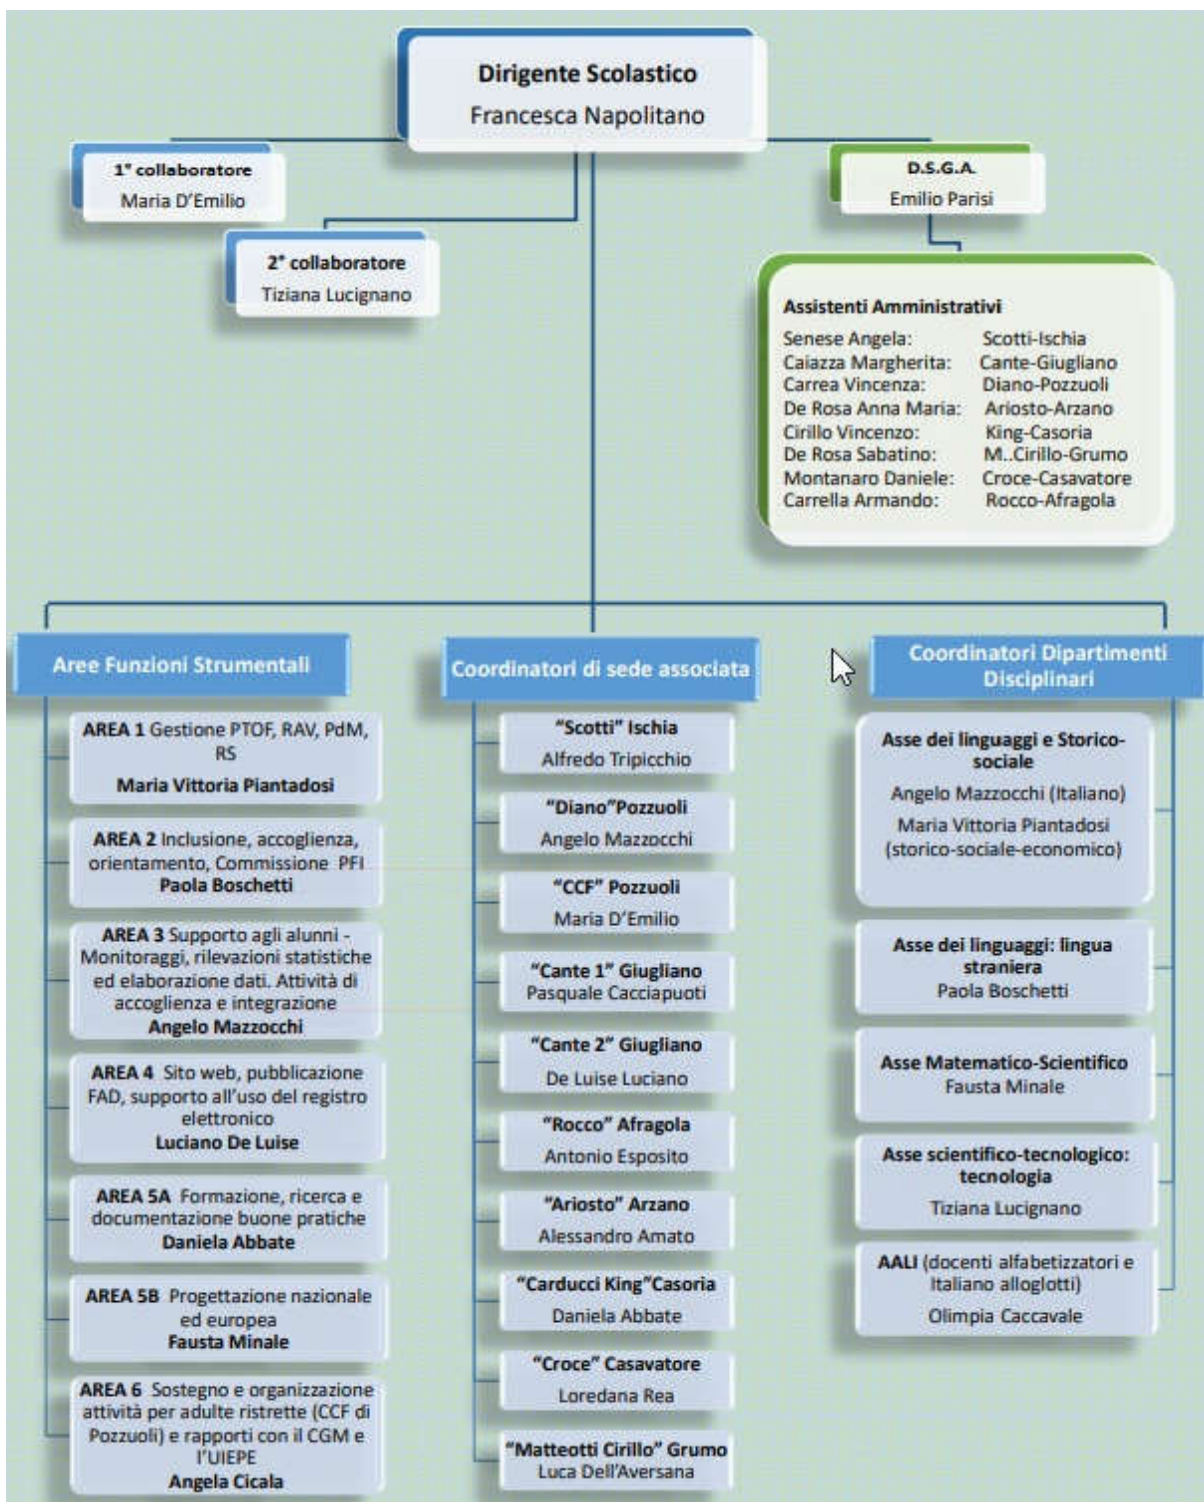 Dirigente Scolastico
Francesca Napolitano
1° collaboratore
Maria D'Emilio
2° collaboratore
Tiziana Lucignano
D.S.G.A.
Emilio Parisi
Assistenti Amministrativi
Senese Angela: Scotti-Ischia
Caiazza Margherita: Cante-Giugliano
Carrea Vincenza: Diano-Pozzuoli
De Rosa Anna Maria: Ariosto-Arzano
Cirillo Vincenzo: King-Casoria
De Rosa Sabatino: M..Cirillo-Grumo
Montanaro Daniele: Croce-Casavatore
Carrella Armando: Rocco-Afragola
Aree Funzioni Strumentali
AREA 1 Gestione PTOF, RAV, PdM,
RS
Maria Vittoria Piantadosi
AREA 2 Inclusione, accoglienza,
orientamento, Commissione PFI
Paola Boschetti
AREA 3 Supporto agli alunni -
Monitoraggi, rilevazioni statistiche
ed elaborazione dati. Attività di
accoglienza e integrazione
Angelo Mazzocchi
AREA 4 Sito web, pubblicazione
FAD, supporto all'uso del registro
elettronico
Luciano De Luise
AREA 5A Formazione, ricerca e
documentazione buone pratiche
Daniela Abbate
AREA 5B Progettazione nazionale
ed europea
Fausta Minale
AREA 6 Sostegno e organizzazione
attività per adulte ristrette (CCF di
Pozzuoli) e rapporti con il CGM e
l'UIEPE
Angela Cicala
Coordinatori di sede associata
"Scotti" Ischia
Alfredo Tripicchio
"Diano"Pozzuoli
Angelo Mazzocchi
"CCF" Pozzuoli
Maria D'Emilio
"Cante 1" Giugliano
Pasquale Cacciapuoti
"Cante 2" Giugliano
De Luise Luciano
"Rocco" Afragola
Antonio Esposito
"Ariosto" Arzano
Alessandro Amato
"Carducci King"Casoria
Daniela Abbate
"Croce" Casavatore
Loredana Rea
"Matteotti Cirillo" Grumo
Luca Dell'Aversana
Coordinatori Dipartimenti
Disciplinari
Asse dei linguaggi e Storico-
sociale
Angelo Mazzocchi (Italiano)
Maria Vittoria Piantadosi
(storico-sociale-economico)
Asse dei linguaggi: lingua
straniera
Paola Boschetti
Asse Matematico-Scientifico
Fausta Minale
Asse scientifico-tecnologico:
tecnologia
Tiziana Lucignano
AALI (docenti alfabetizzatori e
Italiano alloglotti)
Olimpia Caccavale